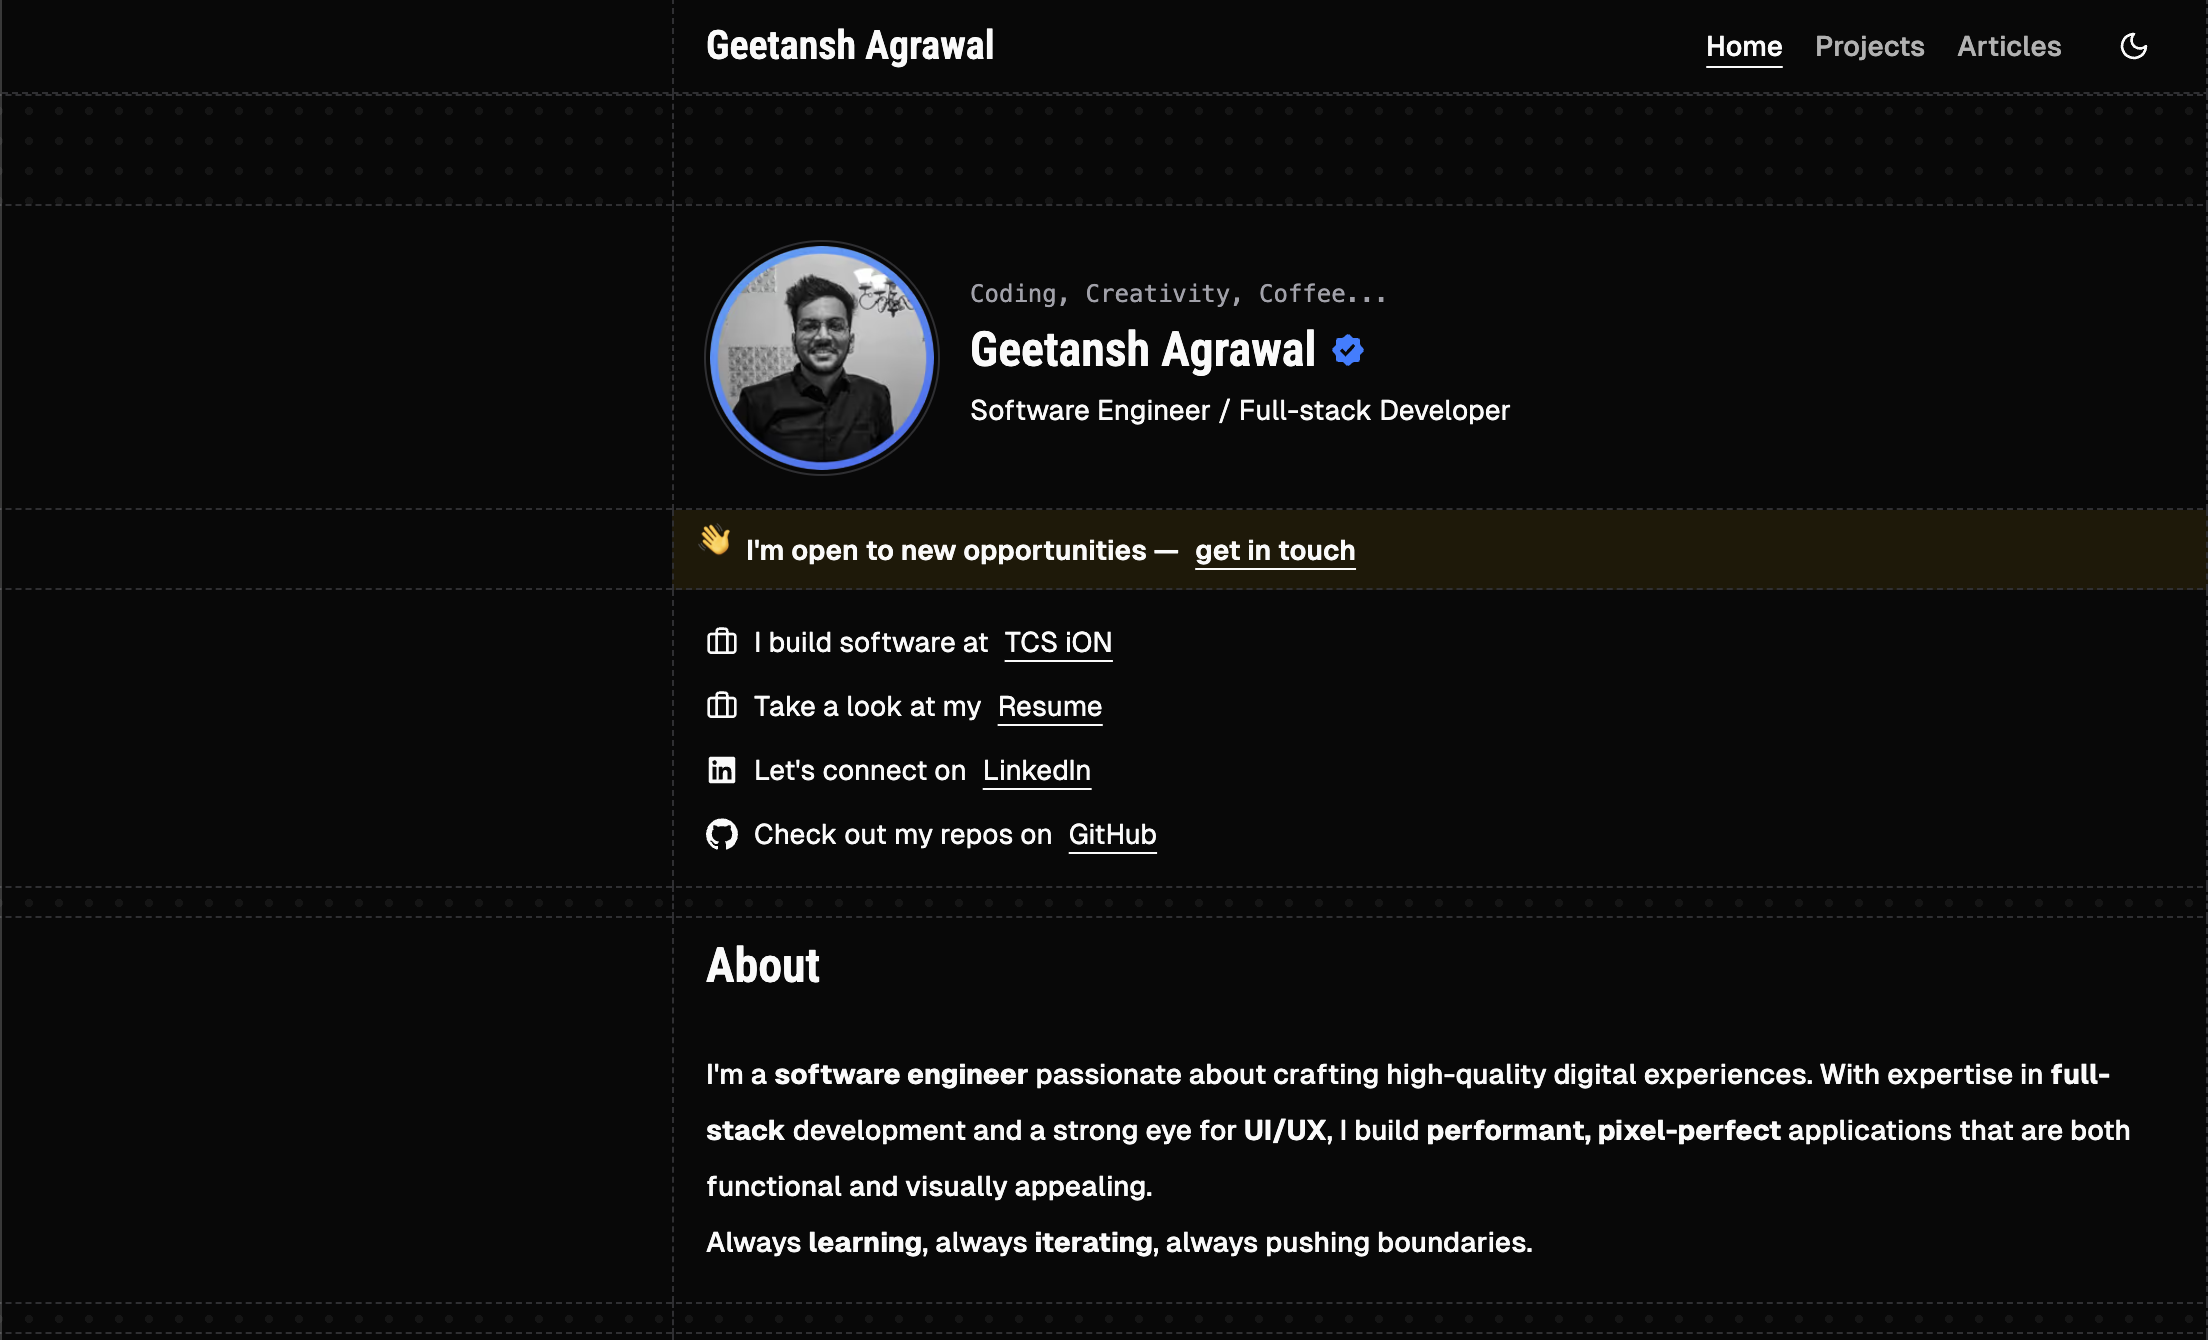 Geetansh Agrawal
Home Projects Articles
Coding, Creativity, Coffee...
Geetansh Agrawal
Software Engineer / Full-stack Developer
👋 I'm open to new opportunities — get in touch
I build software at TCS iON
Take a look at my Resume
Let's connect on LinkedIn
Check out my repos on GitHub
About
I'm a software engineer passionate about crafting high-quality digital experiences. With expertise in full-
stack development and a strong eye for UI/UX, I build performant, pixel-perfect applications that are both
functional and visually appealing.
Always learning, always iterating, always pushing boundaries.